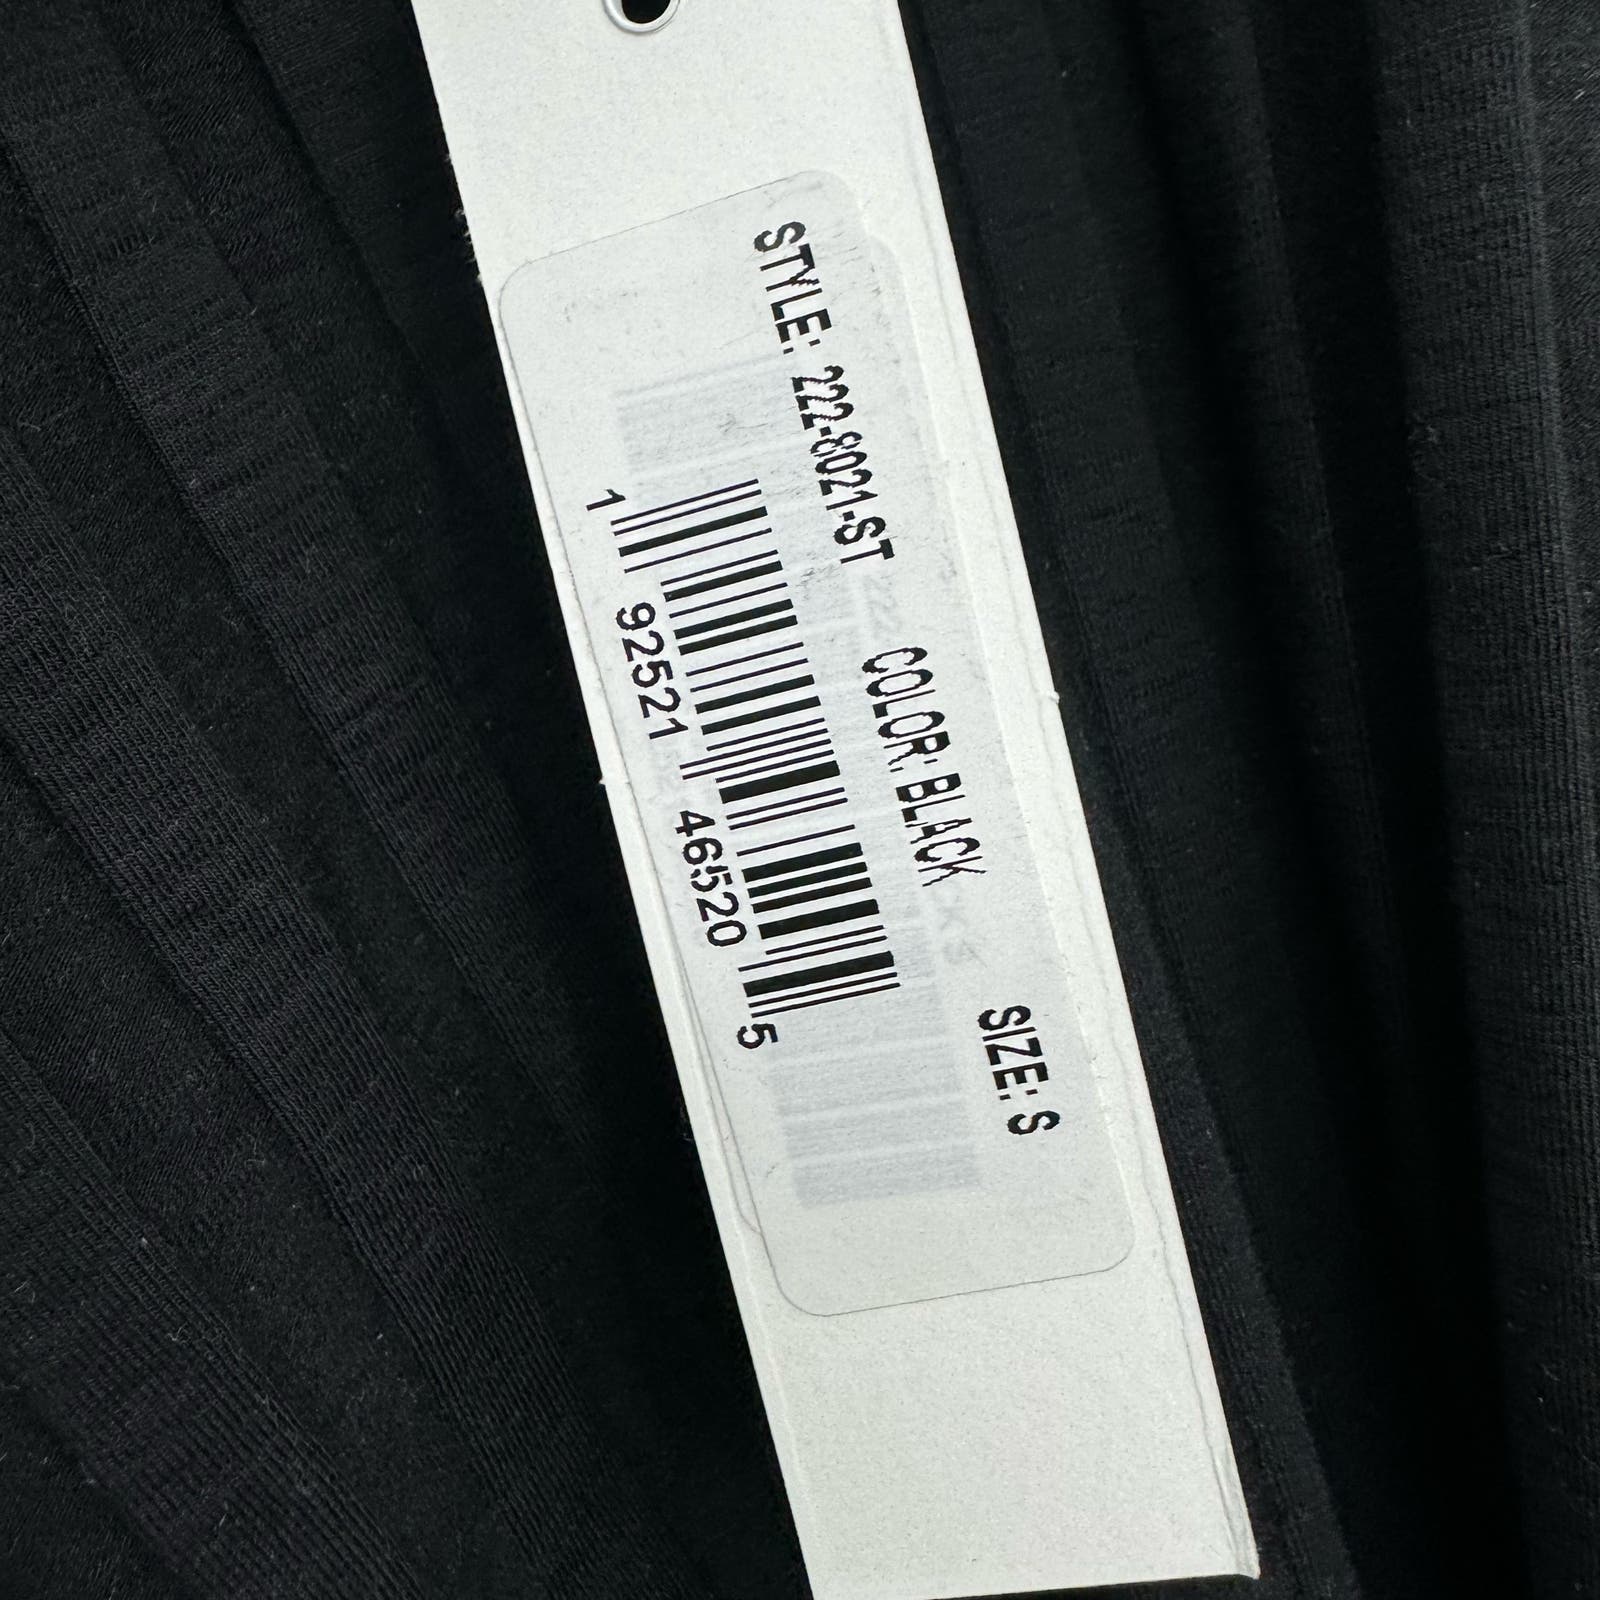 STYLE: 222-8021-ST COLOR: BLACK SIZE: S
1 92521 46520 5